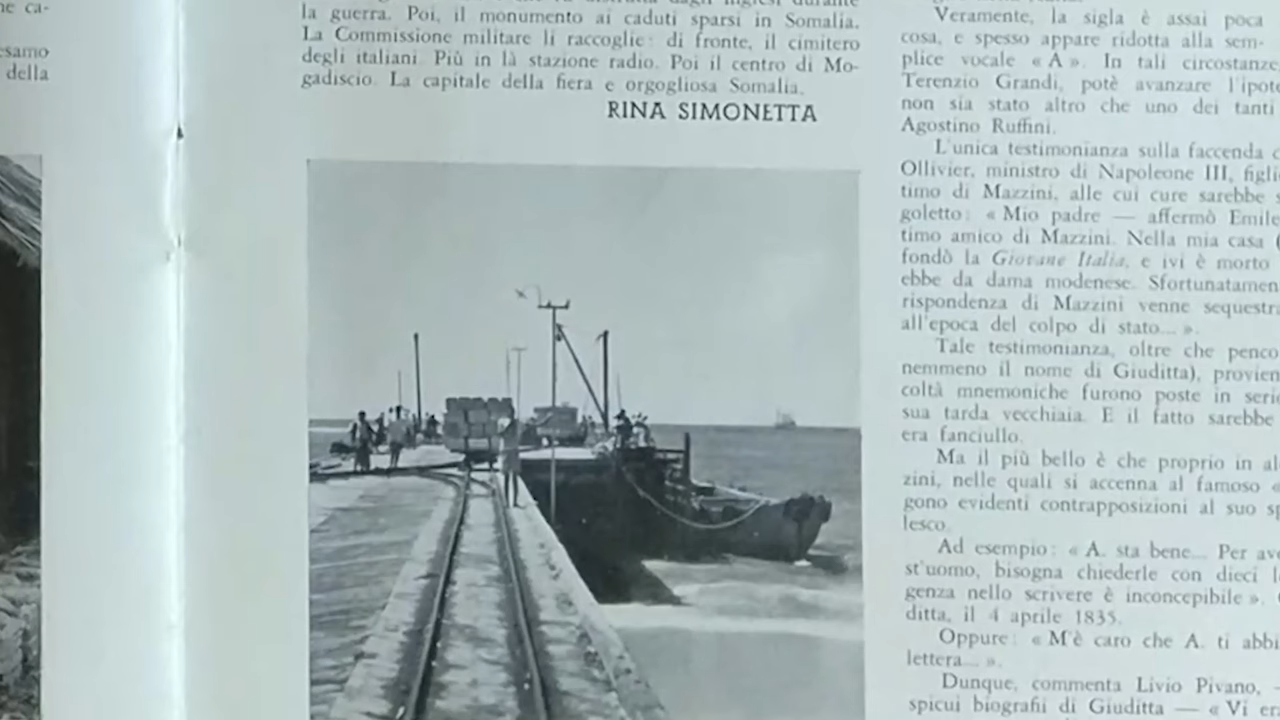 esamo
della
la guerra. Poi, il monumento ai caduti sparsi in Somalia.
La Commissione militare li raccoglie: di fronte, il cimitero
degli italiani. Più in là stazione radio. Poi il centro di Mo-
gadiscio. La capitale della fiera e orgogliosa Somalia.
RINA SIMONETTA
Veramente, la sigla è assai poca
cosa, e spesso appare ridotta alla sem-
plice vocale « A ». In tali circostanze,
Terenzio Grandi, potè avanzare l'ipote
non sia stato altro che uno dei tanti
Agostino Ruffini.
L'unica testimonianza sulla faccenda
Ollivier, ministro di Napoleone III, figli
timo di Mazzini, alle cui cure sarebbe s
goletto: « Mio padre — affermò Emile
timo amico di Mazzini. Nella mia casa (
fondò la Giovane Italia, e ivi è morto
ebbe da dama modenese. Sfortunatamen
rispondenza di Mazzini venne sequestr
all'epoca del colpo di stato... ».
Tale testimonianza, oltre che penco
nemmeno il nome di Giuditta), provien
coltà mnemoniche furono poste in seri
sua tarda vecchiaia. E il fatto sarebbe
era fanciullo.
Ma il più bello è che proprio in al
zini, nelle quali si accenna al famoso «
gono evidenti contrapposizioni al suo sp
lesco.
Ad esempio: « A. sta bene... Per ave
st'uomo, bisogna chiederle con dieci l
genza nello scrivere è inconcepibile ».
ditta, il 4 aprile 1835.
Oppure: « M'è caro che A. ti abbi
lettera... ».
Dunque, commenta Livio Pivano, -
spicui biografii di Giuditta — « Vi er